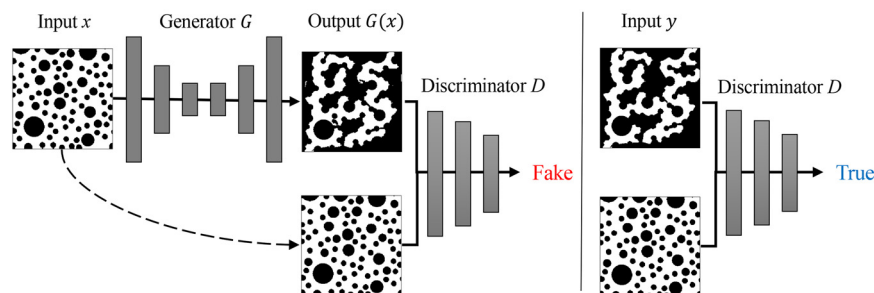 Input x
Generator G
Output G(x)
Discriminator D
Fake
Input y
Discriminator D
True